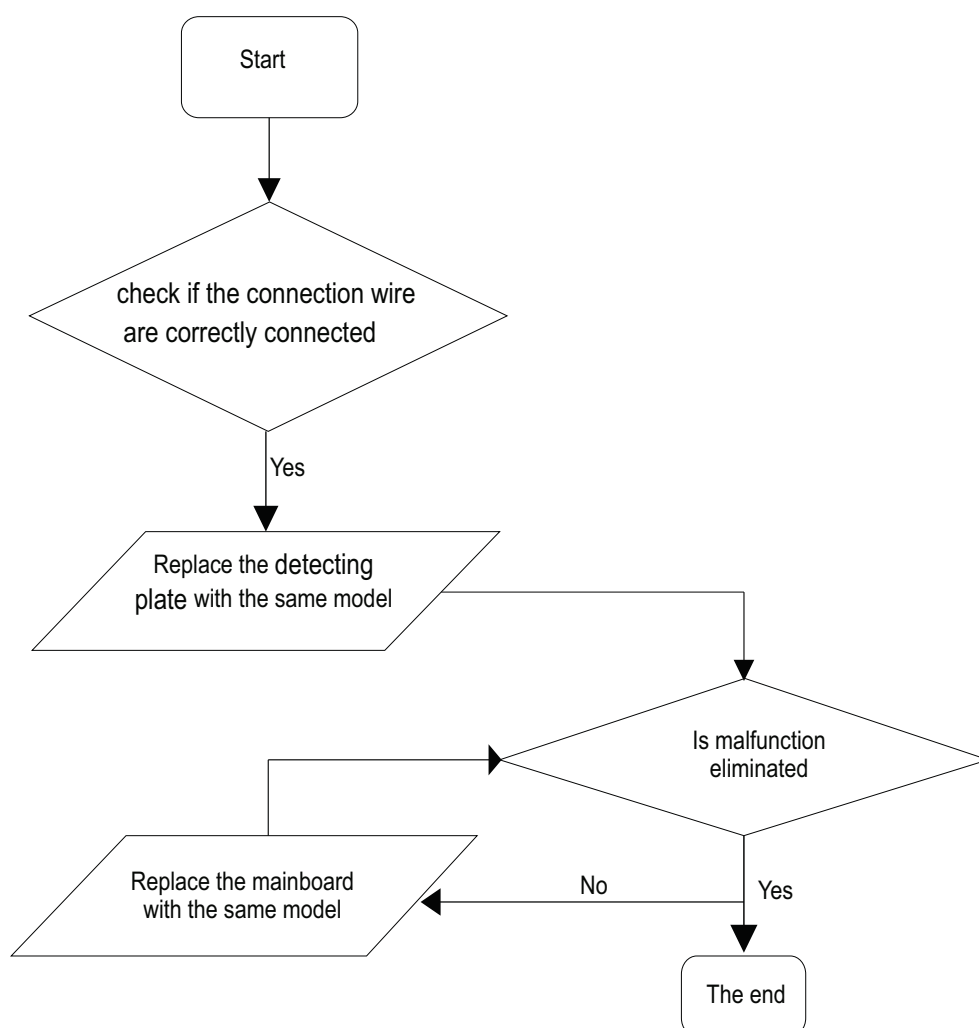 Start
check if the connection wire
are correctly connected
Yes
Replace the detecting
plate with the same model
Is malfunction
eliminated
Replace the mainboard
with the same model
No
Yes
The end